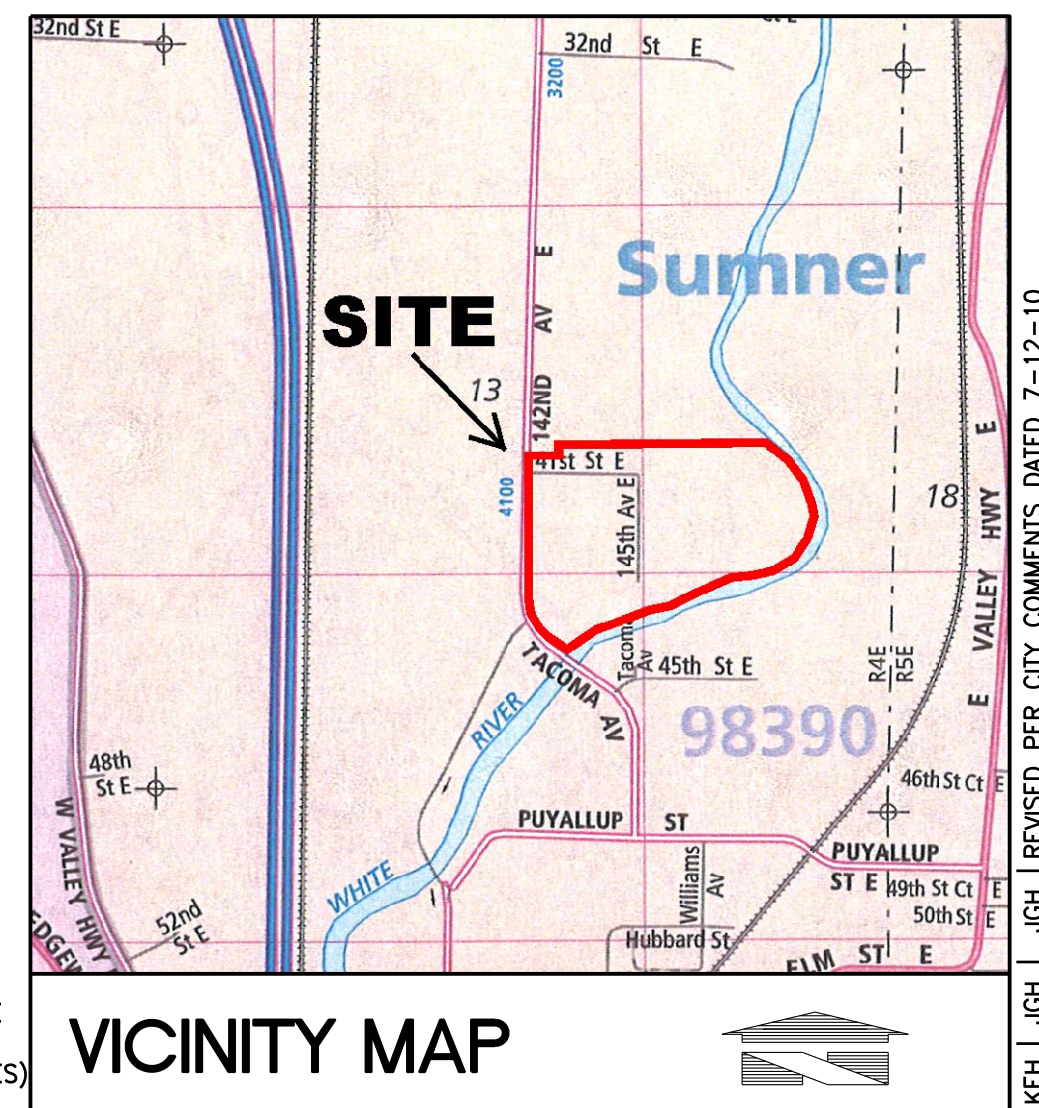 32nd St E
32nd St E
3200
Sumner
142ND AV E
SITE
13
41st St E
4100
145th Av E
18
E VALLEY HWY E
Tacoma Av
45th St E
TACOMA AV
R4E
R5E
RIVER
98390
48th
St E
46th St Ct E
W VALLEY HWY
PUYALLUP ST
PUYALLUP
ST E
49th St Ct E
50th St E
Williams Av
WHITE
52nd
St E
Hubbard St
ELM ST E
VICINITY MAP
KFH JGH JGH REVISED PER CITY COMMENTS DATED 7-12-10